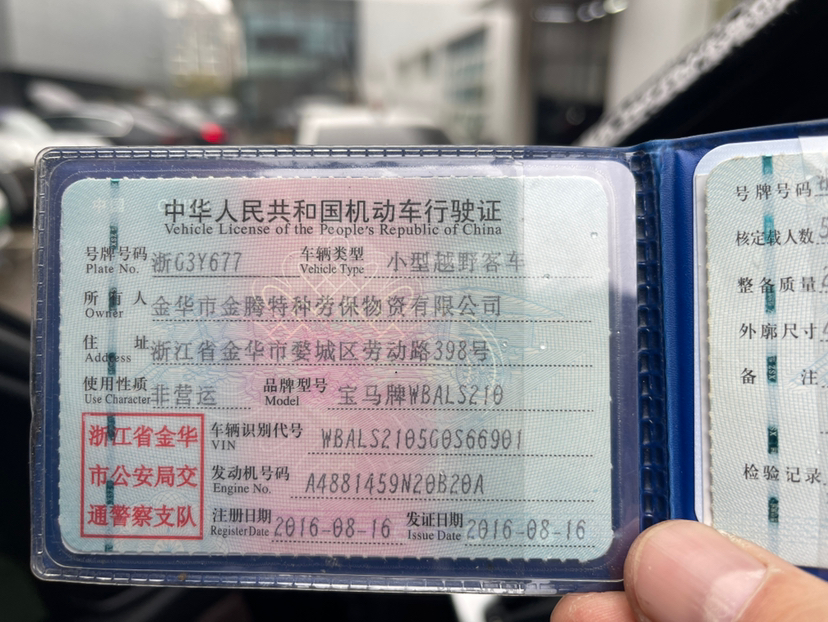 中华人民共和国机动车行驶证
Vehicle License of the People's Republic of China
号牌号码 浙G3Y677 车辆类型 小型越野客车
Plate No. Vehicle Type
所有人 金华市金腾特种劳保物资有限公司
Owner
住址 浙江省金华市婺城区劳动路398号
Address
使用性质 非营运 品牌型号 宝马牌WBALS210
Use Character Model
浙江省金华
市公安局交
通警察支队
车辆识别代号 WBALS2105G0S66901
VIN
发动机号码 A4881459N20B20A
Engine No.
注册日期 2016-08-16 发证日期 2016-08-16
Register Date Issue Date
号牌号码
核定载人数
整备质量
外廓尺寸
备注
检验记录